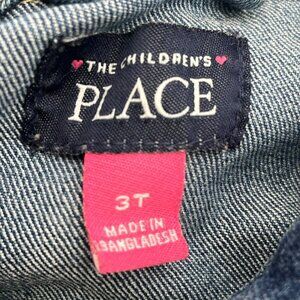 THE CHILDREN'S
PLACE
3T
MADE IN
BANGLADESH